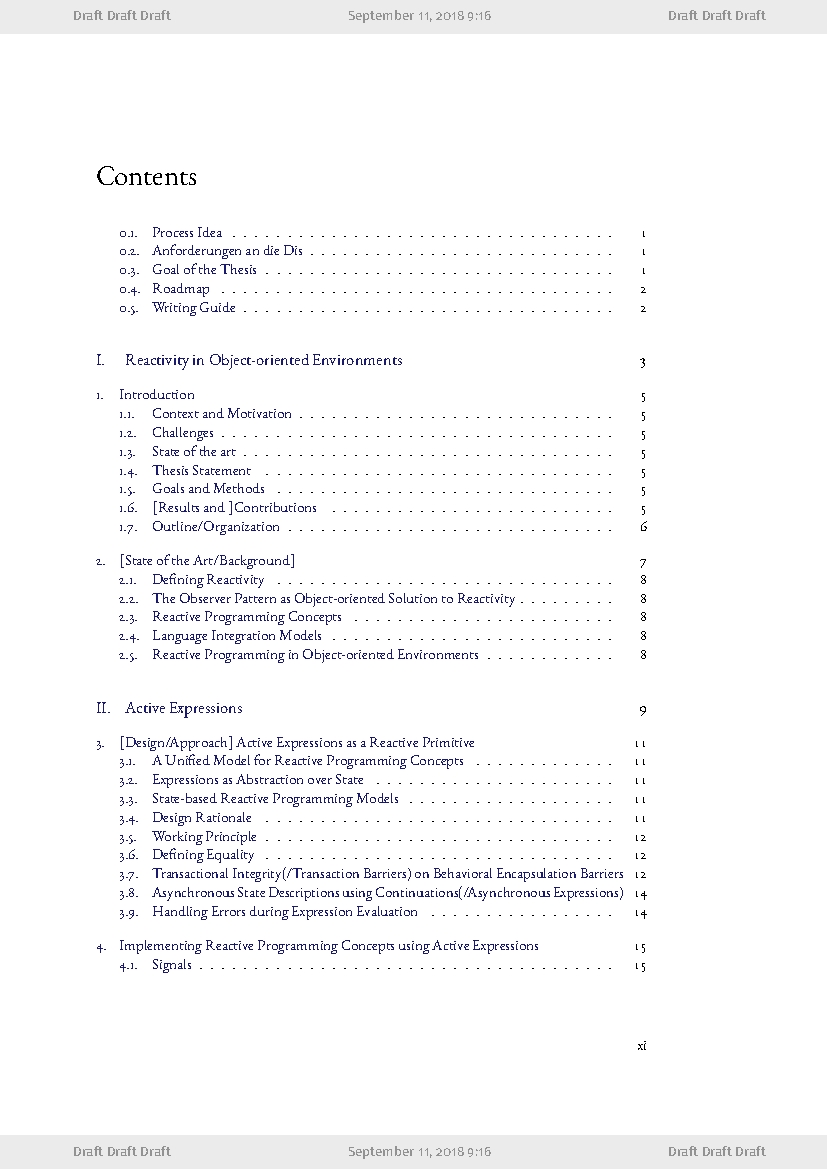 Draft Draft Draft September 11, 2018 9:16 Draft Draft Draft
Contents
0.1. Process Idea . . . . . . . . . . . . . . . . . . . . . . . . . . . . . . . . . . . 1
0.2. Anforderungen an die Dis . . . . . . . . . . . . . . . . . . . . . . . . . . . . 1
0.3. Goal of the Thesis . . . . . . . . . . . . . . . . . . . . . . . . . . . . . . . . 1
0.4. Roadmap . . . . . . . . . . . . . . . . . . . . . . . . . . . . . . . . . . . . 2
0.5. Writing Guide . . . . . . . . . . . . . . . . . . . . . . . . . . . . . . . . . . 2
I. Reactivity in Object-oriented Environments 3
1. Introduction 5
1.1. Context and Motivation . . . . . . . . . . . . . . . . . . . . . . . . . . . . . 5
1.2. Challenges . . . . . . . . . . . . . . . . . . . . . . . . . . . . . . . . . . . . 5
1.3. State of the art . . . . . . . . . . . . . . . . . . . . . . . . . . . . . . . . . . 5
1.4. Thesis Statement . . . . . . . . . . . . . . . . . . . . . . . . . . . . . . . . 5
1.5. Goals and Methods . . . . . . . . . . . . . . . . . . . . . . . . . . . . . . . 5
1.6. [Results and ]Contributions . . . . . . . . . . . . . . . . . . . . . . . . . . 5
1.7. Outline/Organization . . . . . . . . . . . . . . . . . . . . . . . . . . . . . . 6
2. [State of the Art/Background] 7
2.1. Defining Reactivity . . . . . . . . . . . . . . . . . . . . . . . . . . . . . . . 8
2.2. The Observer Pattern as Object-oriented Solution to Reactivity . . . . . . . . . 8
2.3. Reactive Programming Concepts . . . . . . . . . . . . . . . . . . . . . . . . 8
2.4. Language Integration Models . . . . . . . . . . . . . . . . . . . . . . . . . . 8
2.5. Reactive Programming in Object-oriented Environments . . . . . . . . . . . . 8
II. Active Expressions 9
3. [Design/Approach] Active Expressions as a Reactive Primitive 11
3.1. A Unified Model for Reactive Programming Concepts . . . . . . . . . . . . . 11
3.2. Expressions as Abstraction over State . . . . . . . . . . . . . . . . . . . . . . 11
3.3. State-based Reactive Programming Models . . . . . . . . . . . . . . . . . . . 11
3.4. Design Rationale . . . . . . . . . . . . . . . . . . . . . . . . . . . . . . . . 11
3.5. Working Principle . . . . . . . . . . . . . . . . . . . . . . . . . . . . . . . . 12
3.6. Defining Equality . . . . . . . . . . . . . . . . . . . . . . . . . . . . . . . . 12
3.7. Transactional Integrity(/Transaction Barriers) on Behavioral Encapsulation Barriers 12
3.8. Asynchronous State Descriptions using Continuations(/Asynchronous Expressions) 14
3.9. Handling Errors during Expression Evaluation . . . . . . . . . . . . . . . . . 14
4. Implementing Reactive Programming Concepts using Active Expressions 15
4.1. Signals . . . . . . . . . . . . . . . . . . . . . . . . . . . . . . . . . . . . . . 15
xi
Draft Draft Draft September 11, 2018 9:16 Draft Draft Draft